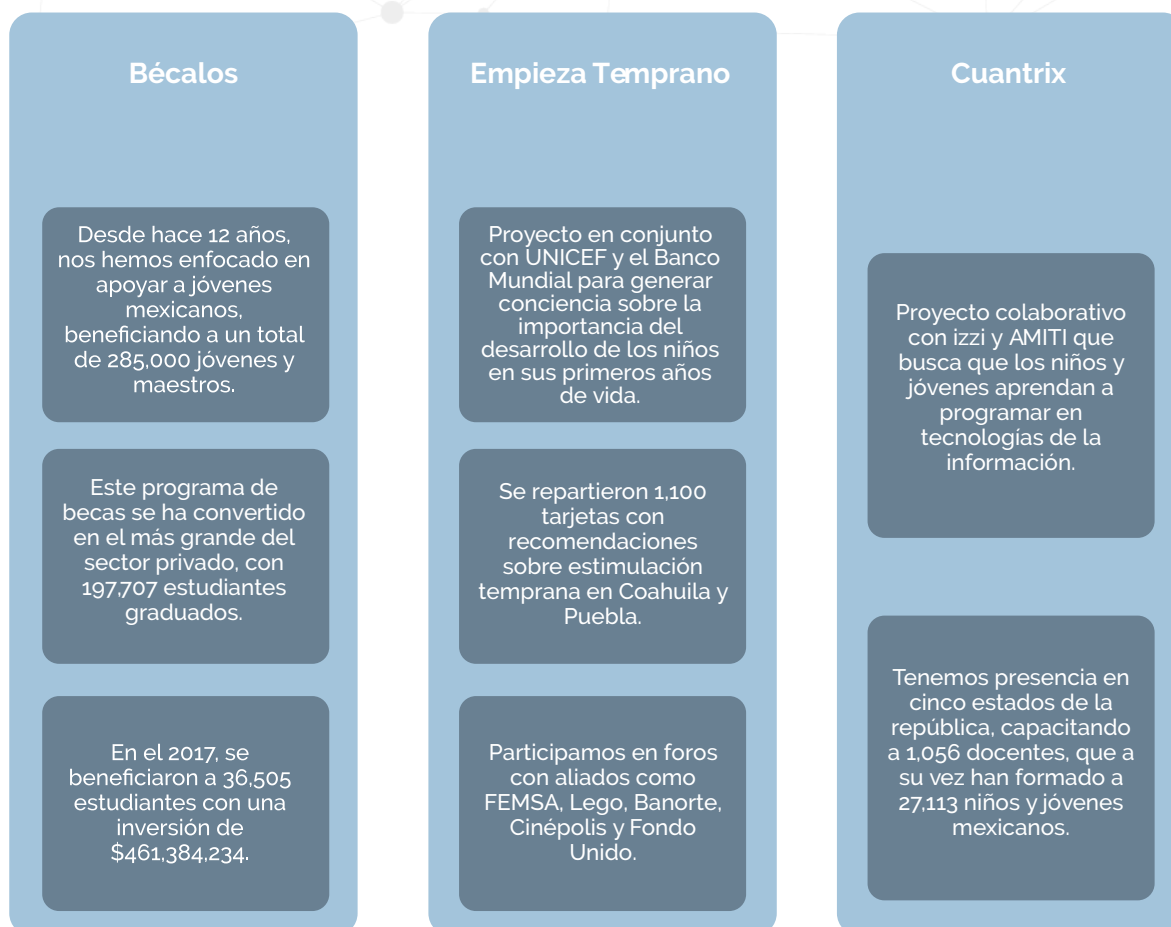 Bécalos
Desde hace 12 años,
nos hemos enfocado en
apoyar a jóvenes
mexicanos,
beneficiando a un total
de 285,000 jóvenes y
maestros.
Este programa de
becas se ha convertido
en el más grande del
sector privado, con
197,707 estudiantes
graduados.
En el 2017, se
beneficiaron a 36,505
estudiantes con una
inversión de
$461,384,234.
Empieza Temprano
Proyecto en conjunto
con UNICEF y el Banco
Mundial para generar
conciencia sobre la
importancia del
desarrollo de los niños
en sus primeros años
de vida.
Se repartieron 1,100
tarjetas con
recomendaciones
sobre estimulación
temprana en Coahuila y
Puebla.
Participamos en foros
con aliados como
FEMSA, Lego, Banorte,
Cinépolis y Fondo
Unido.
Cuantrix
Proyecto colaborativo
con izzi y AMITI que
busca que los niños y
jóvenes aprendan a
programar en
tecnologías de la
información.
Tenemos presencia en
cinco estados de la
república, capacitando
a 1,056 docentes, que a
su vez han formado a
27,113 niños y jóvenes
mexicanos.